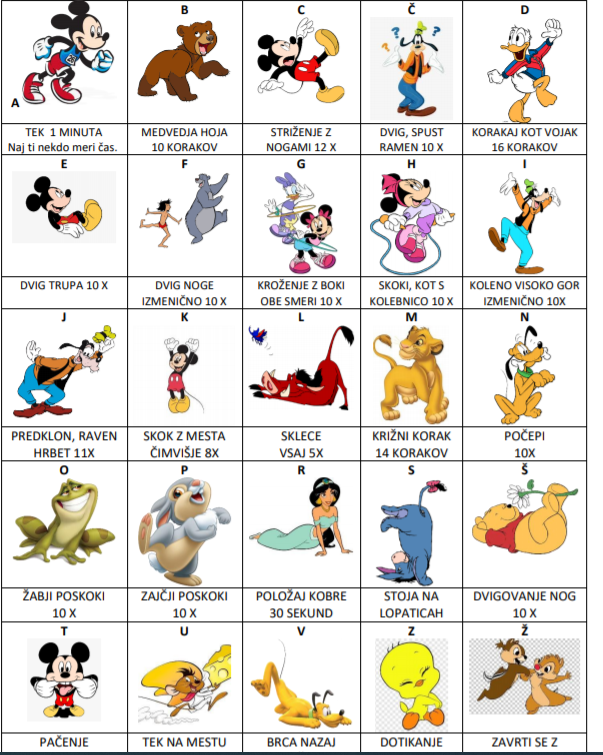 A
B
C
Č
D
TEK 1 MINUTA
Naj ti nekdo meri čas.
MEDVEDJA HOJA
10 KORAKOV
STRIŽENJE Z
NOGAMI 12 X
DVIG, SPUST
RAMEN 10 X
KORAKAJ KOT VOJAK
16 KORAKOV
E
F
G
H
I
DVIG TRUPA 10 X
DVIG NOGE
IZMENIČNO 10 X
KROŽENJE Z BOKI
OBE SMERI 10 X
SKOKI, KOT S
KOLEBNICO 10 X
KOLENO VISOKO GOR
IZMENIČNO 10X
J
K
L
M
N
PREDKLON, RAVEN
HRBET 11X
SKOK Z MESTA
ČIMVIŠJE 8X
SKLECE
VSAJ 5X
KRIŽNI KORAK
14 KORAKOV
POČEPI
10X
O
P
R
S
Š
ŽABJI POSKOKI
10 X
ZAJČJI POSKOKI
10 X
POLOŽAJ KOBRE
30 SEKUND
STOJA NA
LOPATICAH
DVIGOVANJE NOG
10 X
T
U
V
Z
Ž
PAČENJE
TEK NA MESTU
BRCA NAZAJ
DOTIKANJE
ZAVRTI SE Z